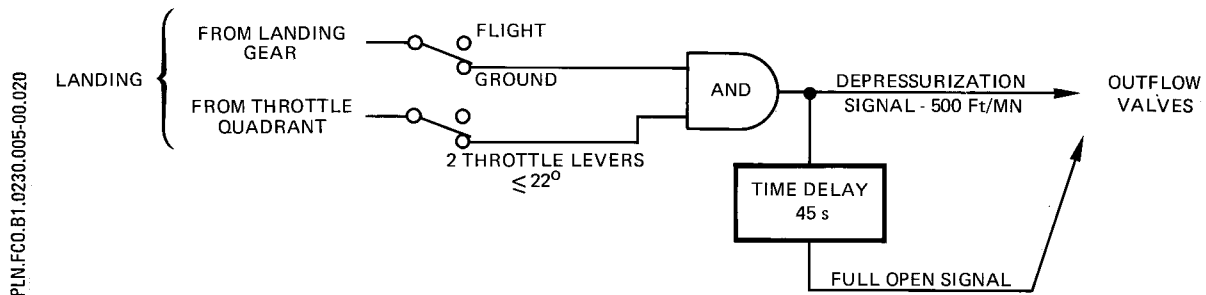 PLN.FCO.B1.0230.005-00.020
LANDING
FROM LANDING
GEAR
FLIGHT
GROUND
FROM THROTTLE
QUADRANT
2 THROTTLE LEVERS
⩽ 22º
AND
DEPRESSURIZATION
SIGNAL - 500 Ft/MN
OUTFLOW
VALVES
TIME DELAY
45 s
FULL OPEN SIGNAL